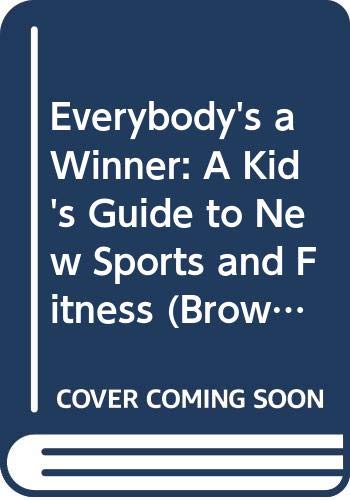 Everybody's a
Winner: A Kid
's Guide to Ne
w Sports and F
itness (Brow...
COVER COMING SOON